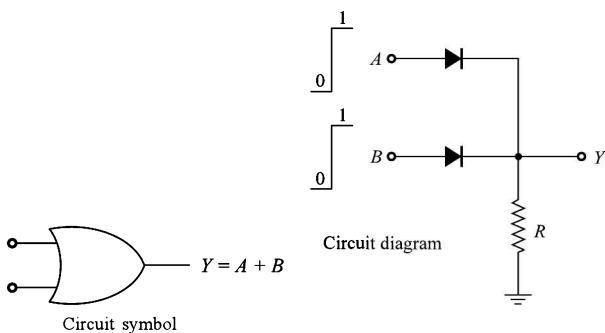 1
0
A
1
0
B
Y
R
Circuit diagram
Y = A + B
Circuit symbol